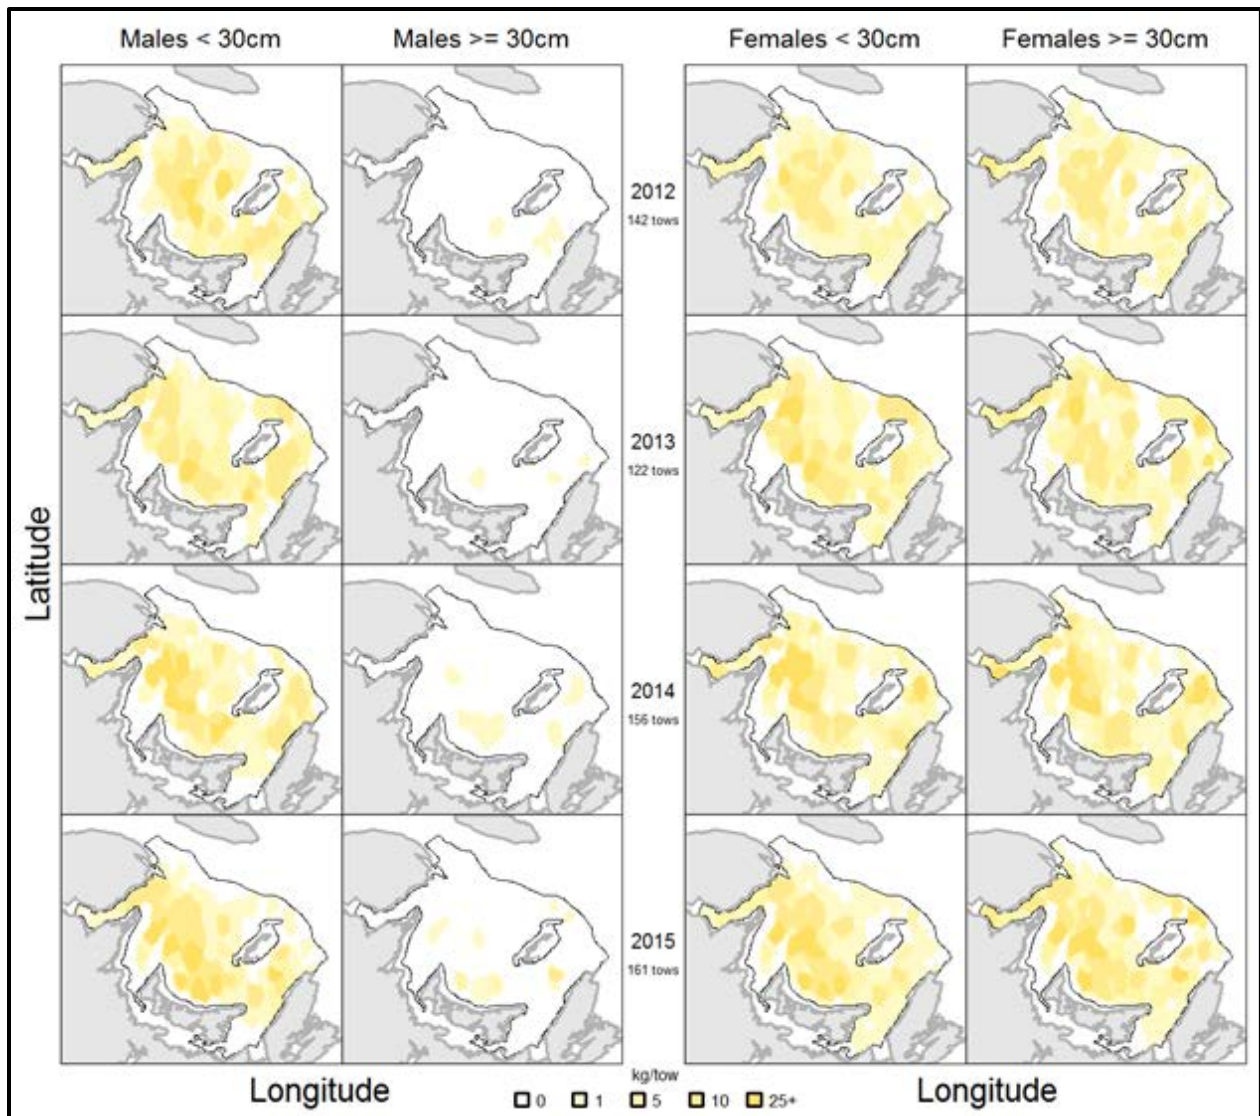 Males < 30cm Males >= 30cm Females < 30cm Females >= 30cm
2012
142 tows
2013
122 tows
Latitude
2014
156 tows
2015
161 tows
kg/tow
Longitude Longitude
0 1 5 10 25+